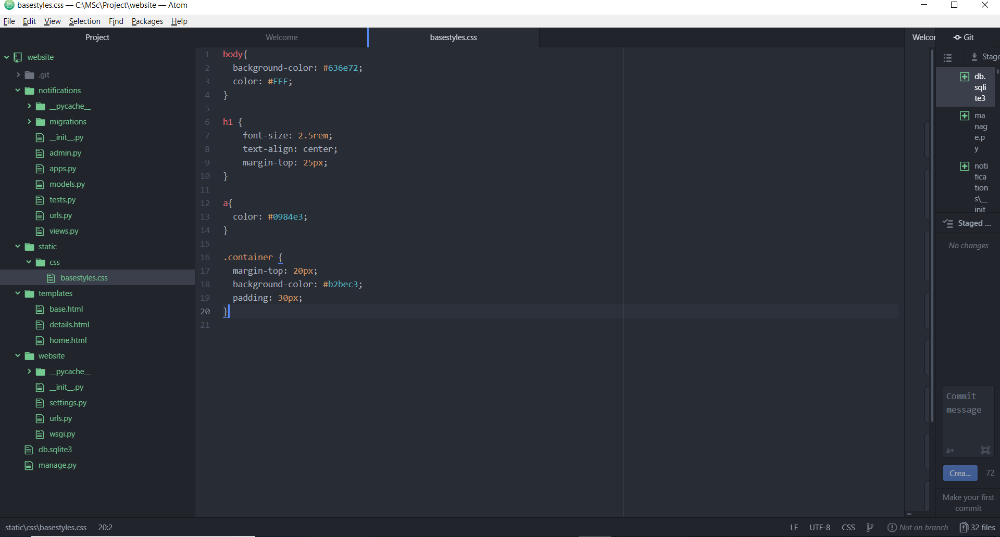 basestyles.css — C:\MSc\Project\website — Atom
File Edit View Selection Find Packages Help
Project
website
.git
notifications
__pycache__
migrations
__init__.py
admin.py
apps.py
models.py
tests.py
urls.py
views.py
static
css
basestyles.css
templates
base.html
details.html
home.html
website
__pycache__
__init__.py
settings.py
urls.py
wsgi.py
db.sqlite3
manage.py
Welcome
basestyles.css
1 body{
2   background-color: #636e72;
3   color: #FFF;
4 }
5
6 h1 {
7     font-size: 2.5rem;
8     text-align: center;
9     margin-top: 25px;
10 }
11
12 a{
13   color: #0984e3;
14 }
15
16 .container {
17   margin-top: 20px;
18   background-color: #b2bec3;
19   padding: 30px;
20 }
21
Welcor
Git
Stage
db.
sqli
te3
ma
nag
e.p
y
noti
fica
tion
s\__
init
Staged ...
No changes
Commit
message
Crea... 72
Make your first
commit
static\css\basestyles.css 20:2
LF UTF-8 CSS Not on branch 32 files